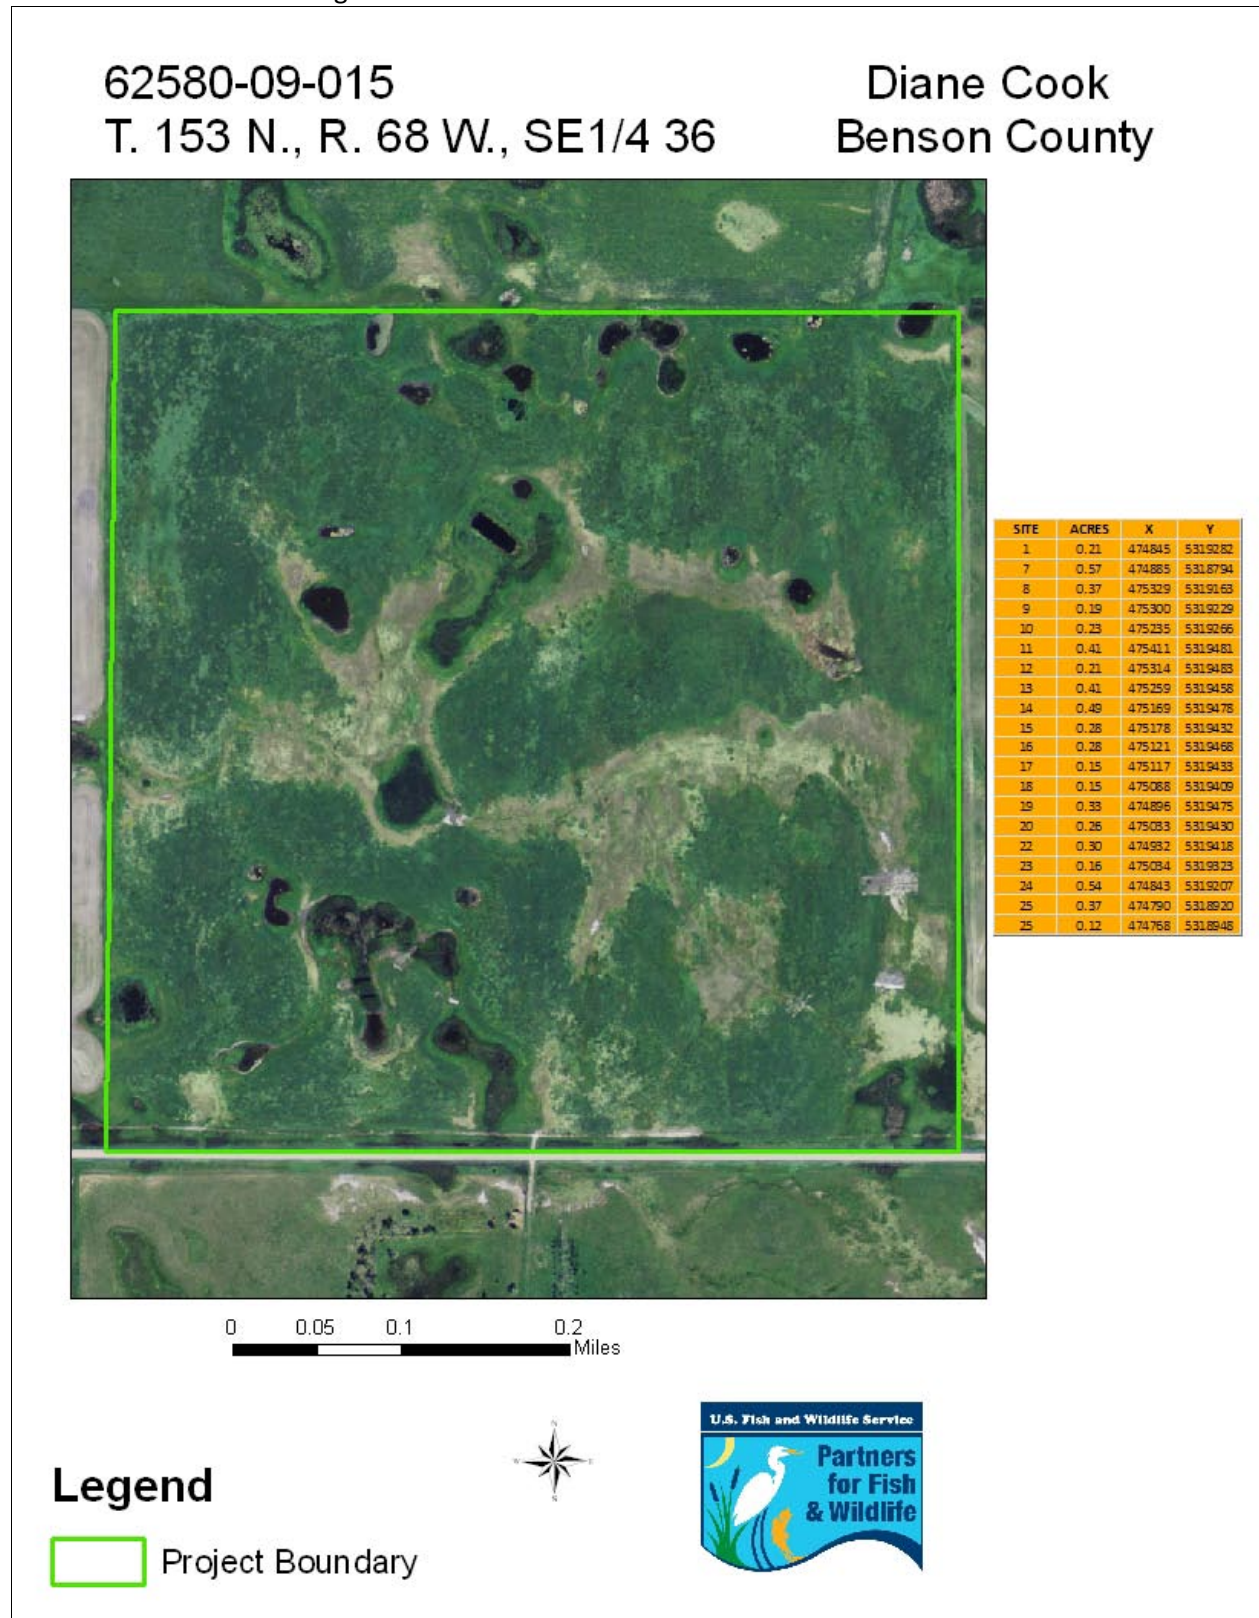 62580-09-015
Diane Cook
T. 153 N., R. 68 W., SE1/4 36
Benson County
SITE ACRES X Y
1 0.21 474845 5319282
7 0.57 474885 5318794
8 0.37 475329 5319163
9 0.19 475300 5319229
10 0.23 475235 5319266
11 0.41 475411 5319481
12 0.21 475314 5319483
13 0.41 475259 5319458
14 0.49 475169 5319478
15 0.28 475178 5319432
16 0.28 475121 5319468
17 0.15 475117 5319433
18 0.15 475088 5319409
19 0.33 474896 5319475
20 0.26 475033 5319430
22 0.30 474932 5319418
23 0.16 475034 5319323
24 0.54 474843 5319207
25 0.37 474790 5318920
25 0.12 474768 5318948
0 0.05 0.1 0.2
Miles
N
W E
S
U.S. Fish and Wildlife Service
Partners
for Fish
& Wildlife
Legend
Project Boundary